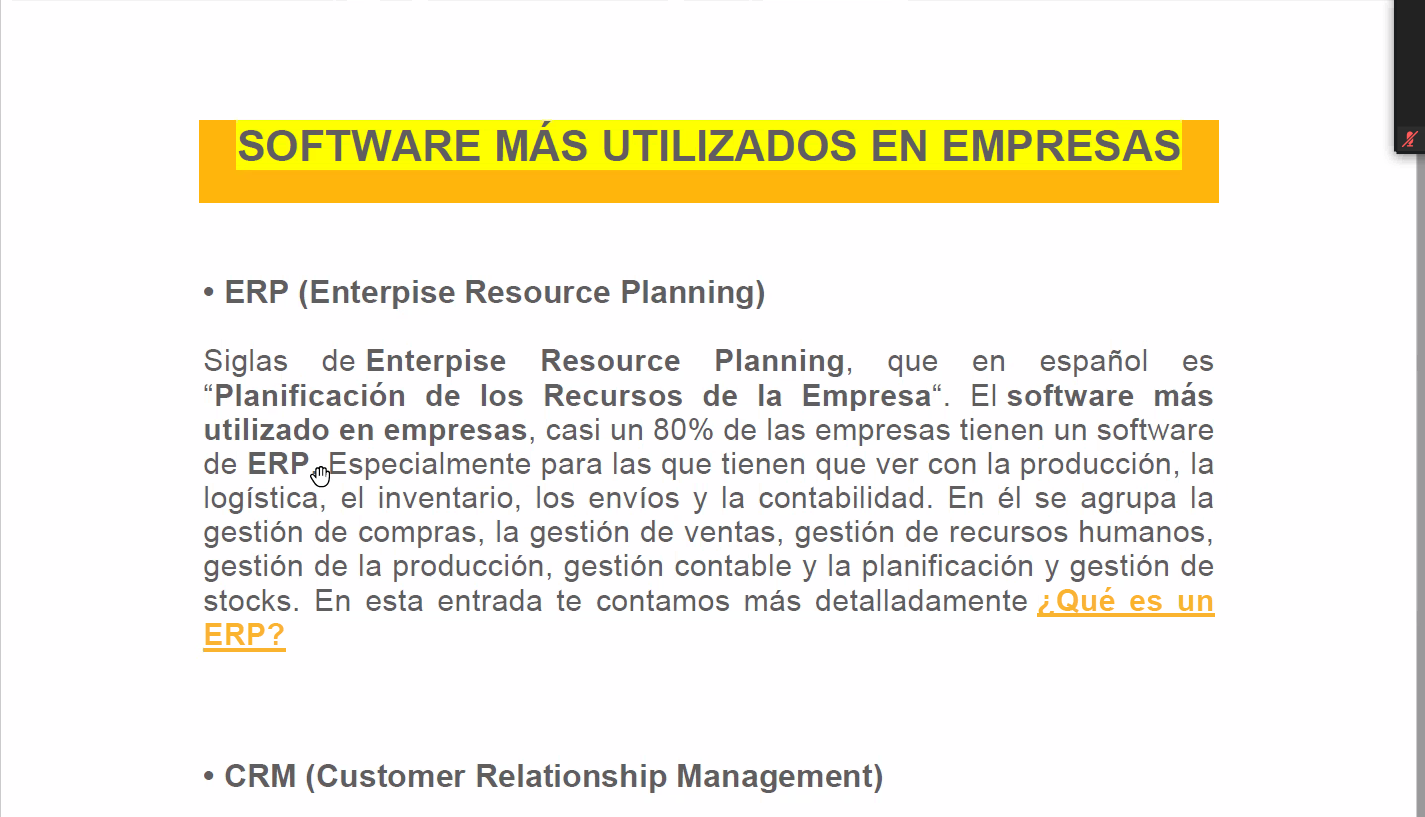 SOFTWARE MÁS UTILIZADOS EN EMPRESAS
• ERP (Enterpise Resource Planning)
Siglas de Enterpise Resource Planning, que en español es
“Planificación de los Recursos de la Empresa“. El software más
utilizado en empresas, casi un 80% de las empresas tienen un software
de ERP. Especialmente para las que tienen que ver con la producción, la
logística, el inventario, los envíos y la contabilidad. En él se agrupa la
gestión de compras, la gestión de ventas, gestión de recursos humanos,
gestión de la producción, gestión contable y la planificación y gestión de
stocks. En esta entrada te contamos más detalladamente ¿Qué es un
ERP?
• CRM (Customer Relationship Management)